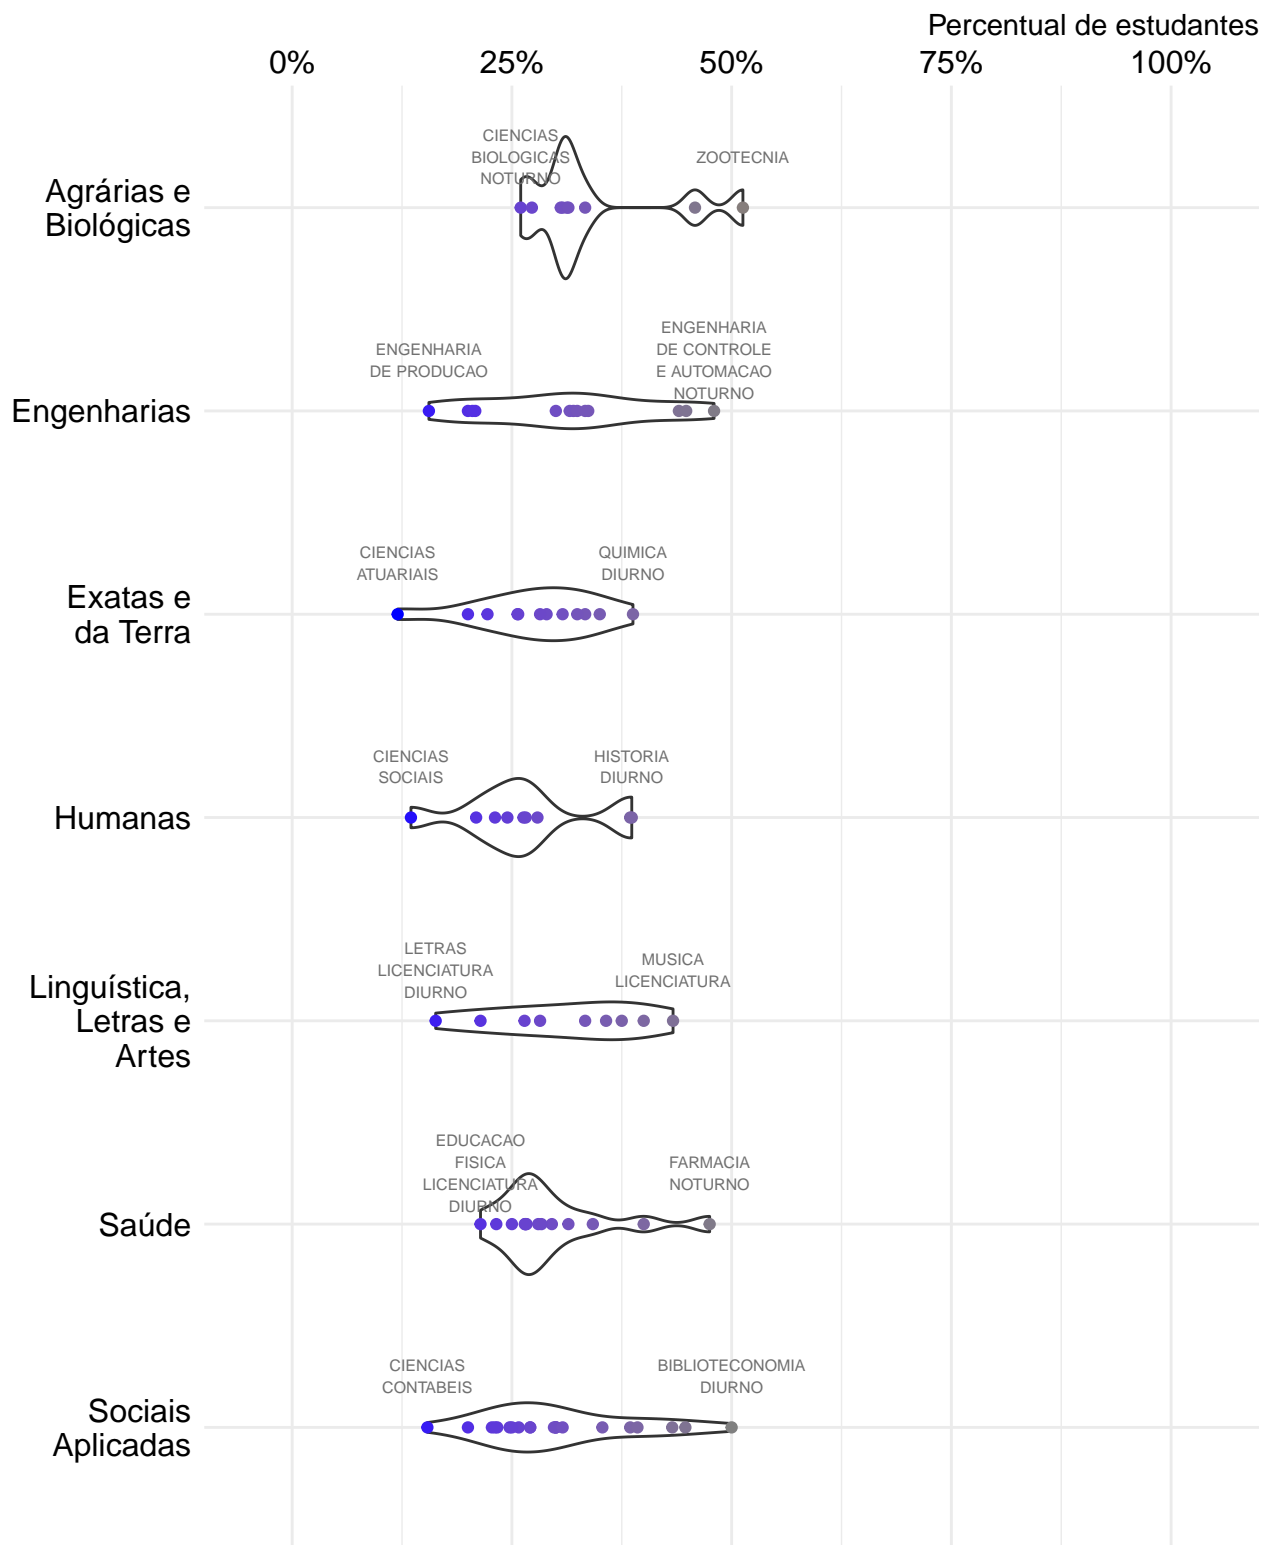 Percentual de estudantes
0% 25% 50% 75% 100%
CIENCIAS
BIOLOGICAS
NOTURNO
ZOOTECNIA
Agrárias e
Biológicas
ENGENHARIA
DE PRODUCAO
ENGENHARIA
DE CONTROLE
E AUTOMACAO
NOTURNO
Engenharias
CIENCIAS
ATUARIAIS
QUIMICA
DIURNO
Exatas e
da Terra
CIENCIAS
SOCIAIS
HISTORIA
DIURNO
Humanas
LETRAS
LICENCIATURA
DIURNO
MUSICA
LICENCIATURA
Linguística,
Letras e
Artes
EDUCACAO
FISICA
LICENCIATURA
DIURNO
FARMACIA
NOTURNO
Saúde
CIENCIAS
CONTABEIS
BIBLIOTECONOMIA
DIURNO
Sociais
Aplicadas